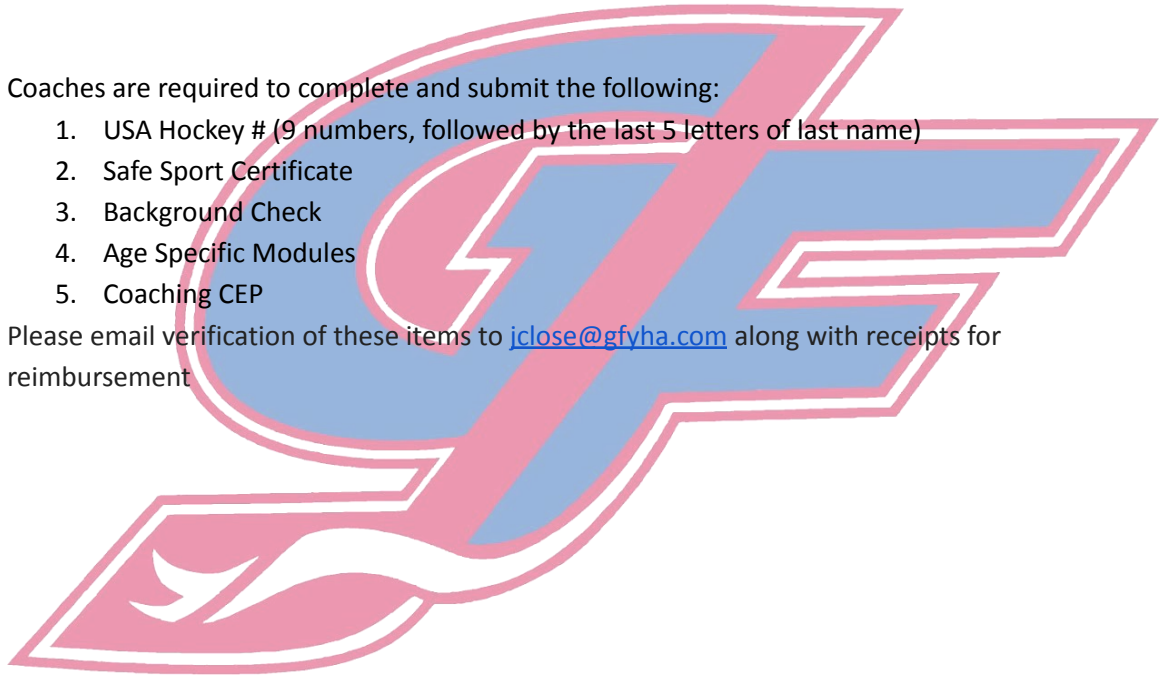 Coaches are required to complete and submit the following:
1. USA Hockey # (9 numbers, followed by the last 5 letters of last name)
2. Safe Sport Certificate
3. Background Check
4. Age Specific Modules
5. Coaching CEP
Please email verification of these items to jclose@gfyha.com along with receipts for
reimbursement
GF